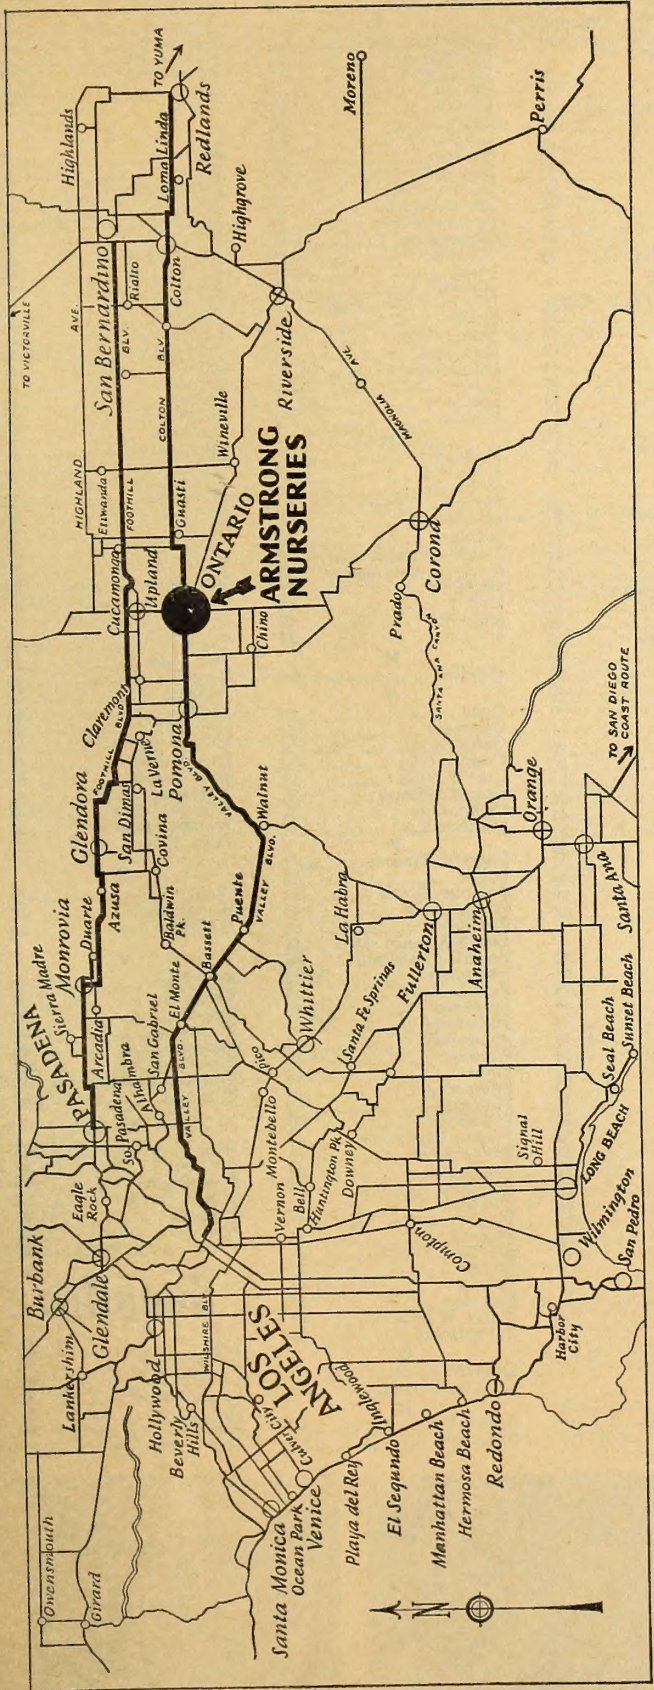 Owensmouth
Girard
Lankershim
Burbank
Glendale
Eagle
Rock
Hollywood
Beverly
Hills
WILSHIRE BLV.
LOS
ANGELES
Culver City
Santa Monica
Ocean Park
Venice
Playa del Rey
Inglewood
El Segundo
Manhattan Beach
Hermosa Beach
Redondo
Harbor
City
San Pedro
Wilmington
LONG BEACH
Signal
Hill
Seal Beach
Sunset Beach
Compton
Vernon
Bell
Huntington Pk.
Downey
Montebello
Pico
Whittier
Santa Fe Springs
La Habra
Fullerton
Anaheim
Orange
Santa Ana
TO SAN DIEGO
COAST ROUTE
PASADENA
So. Pasadena
Alhambra
San Gabriel
Sierra Madre
Arcadia
Monrovia
Duarte
Azusa
Glendora
San Dimas
La Verne
Claremont
FOOTHILL BLVD
Covina
Baldwin
Pk.
El Monte
VALLEY BLVD
Bassett
Puente
VALLEY BLVD.
Walnut
VALLEY BLVD
Pomona
Chino
Upland
Cucamonga
ONTARIO
ARMSTRONG
NURSERIES
Guasti
Etiwanda
HIGHLAND AVE.
FOOTHILL BLV.
COLTON BLV.
Wineville
Rialto
San Bernardino
Colton
TO VICTORVILLE
Highlands
Loma Linda
Redlands
TO YUMA
Highgrove
Riverside
MAGNOLIA AVE.
Corona
Prado
SANTA ANA CANYON
Moreno
Perris
N